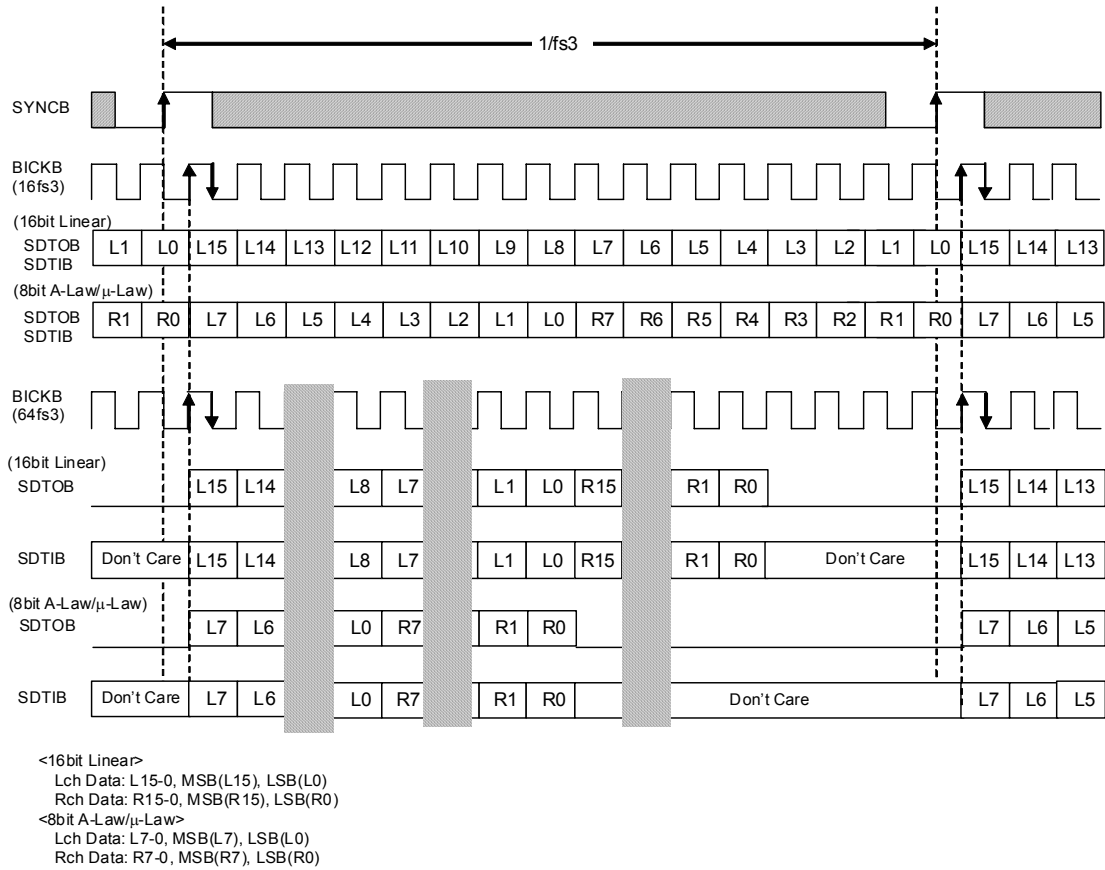 1/fs3
SYNCB
BICKB
(16fs3)
(16bit Linear)
SDTOB L1 L0 L15 L14 L13 L12 L11 L10 L9 L8 L7 L6 L5 L4 L3 L2 L1 L0 L15 L14 L13
SDTIB
(8bit A-Law/μ-Law)
SDTOB R1 R0 L7 L6 L5 L4 L3 L2 L1 L0 R7 R6 R5 R4 R3 R2 R1 R0 L7 L6 L5
SDTIB
BICKB
(64fs3)
(16bit Linear)
SDTOB L15 L14 L8 L7 L1 L0 R15 R1 R0 L15 L14 L13
SDTIB Don't Care L15 L14 L8 L7 L1 L0 R15 R1 R0 Don't Care L15 L14 L13
(8bit A-Law/μ-Law)
SDTOB L7 L6 L0 R7 R1 R0 L7 L6 L5
SDTIB Don't Care L7 L6 L0 R7 R1 R0 Don't Care L7 L6 L5
<16bit Linear>
Lch Data: L15-0, MSB(L15), LSB(L0)
Rch Data: R15-0, MSB(R15), LSB(R0)
<8bit A-Law/μ-Law>
Lch Data: L7-0, MSB(L7), LSB(L0)
Rch Data: R7-0, MSB(R7), LSB(R0)